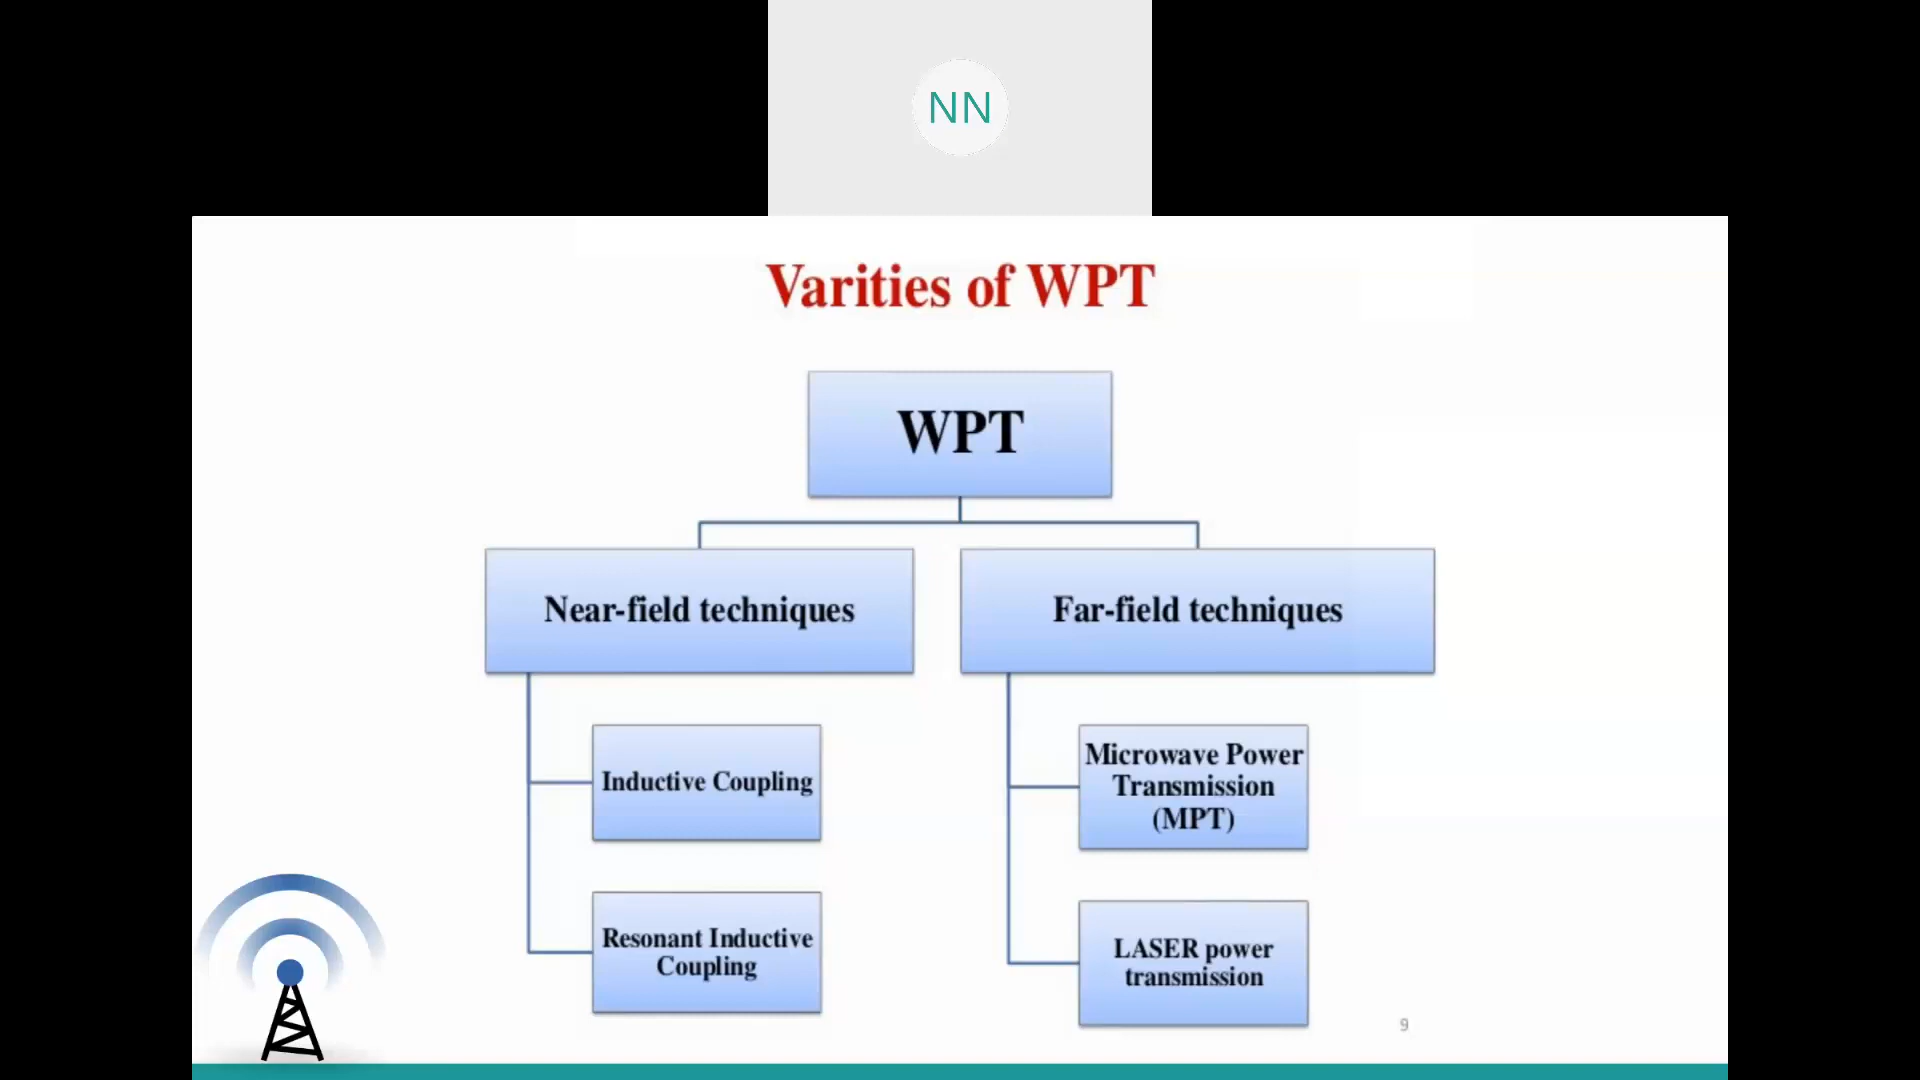 NN
Varities of WPT
WPT
Near-field techniques
Far-field techniques
Inductive Coupling
Resonant Inductive
Coupling
Microwave Power
Transmission
(MPT)
LASER power
transmission
9